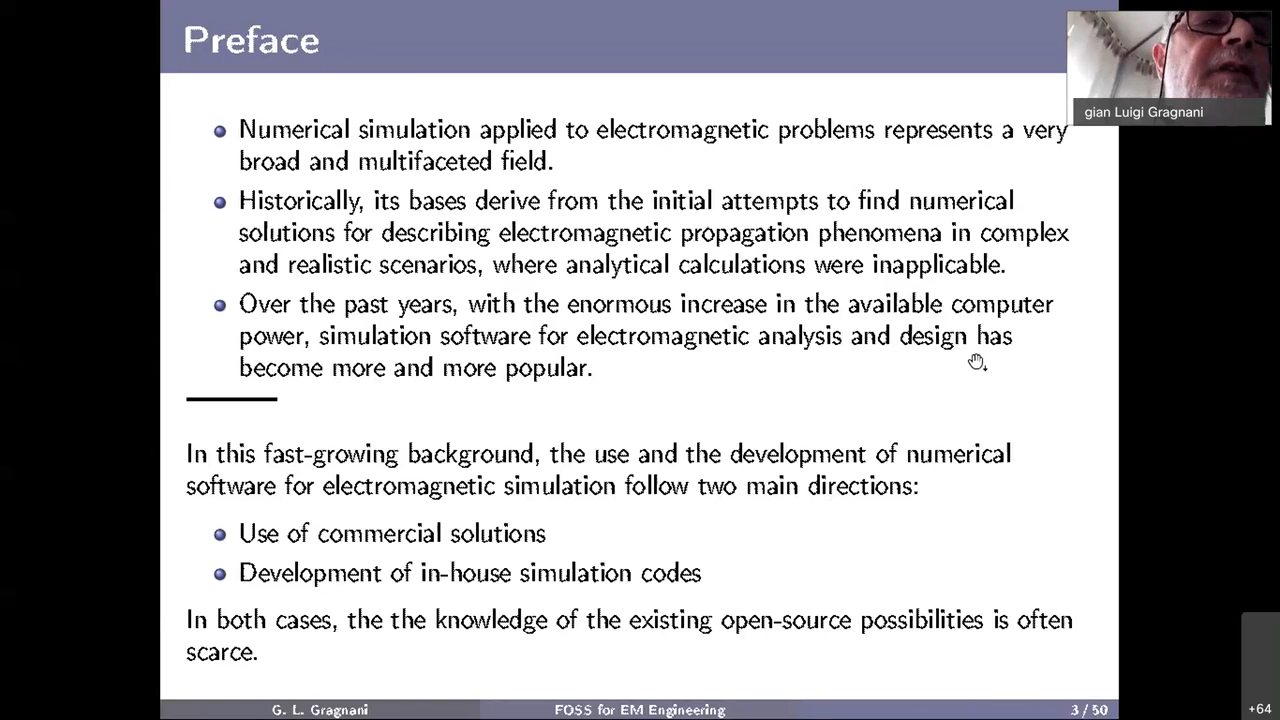 Preface
gian Luigi Gragnani
Numerical simulation applied to electromagnetic problems represents a very
broad and multifaceted field.
Historically, its bases derive from the initial attempts to find numerical
solutions for describing electromagnetic propagation phenomena in complex
and realistic scenarios, where analytical calculations were inapplicable.
Over the past years, with the enormous increase in the available computer
power, simulation software for electromagnetic analysis and design has
become more and more popular.
In this fast-growing background, the use and the development of numerical
software for electromagnetic simulation follow two main directions:
Use of commercial solutions
Development of in-house simulation codes
In both cases, the the knowledge of the existing open-source possibilities is often
scarce.
G. L. Gragnani
FOSS for EM Engineering
3 / 50
+64